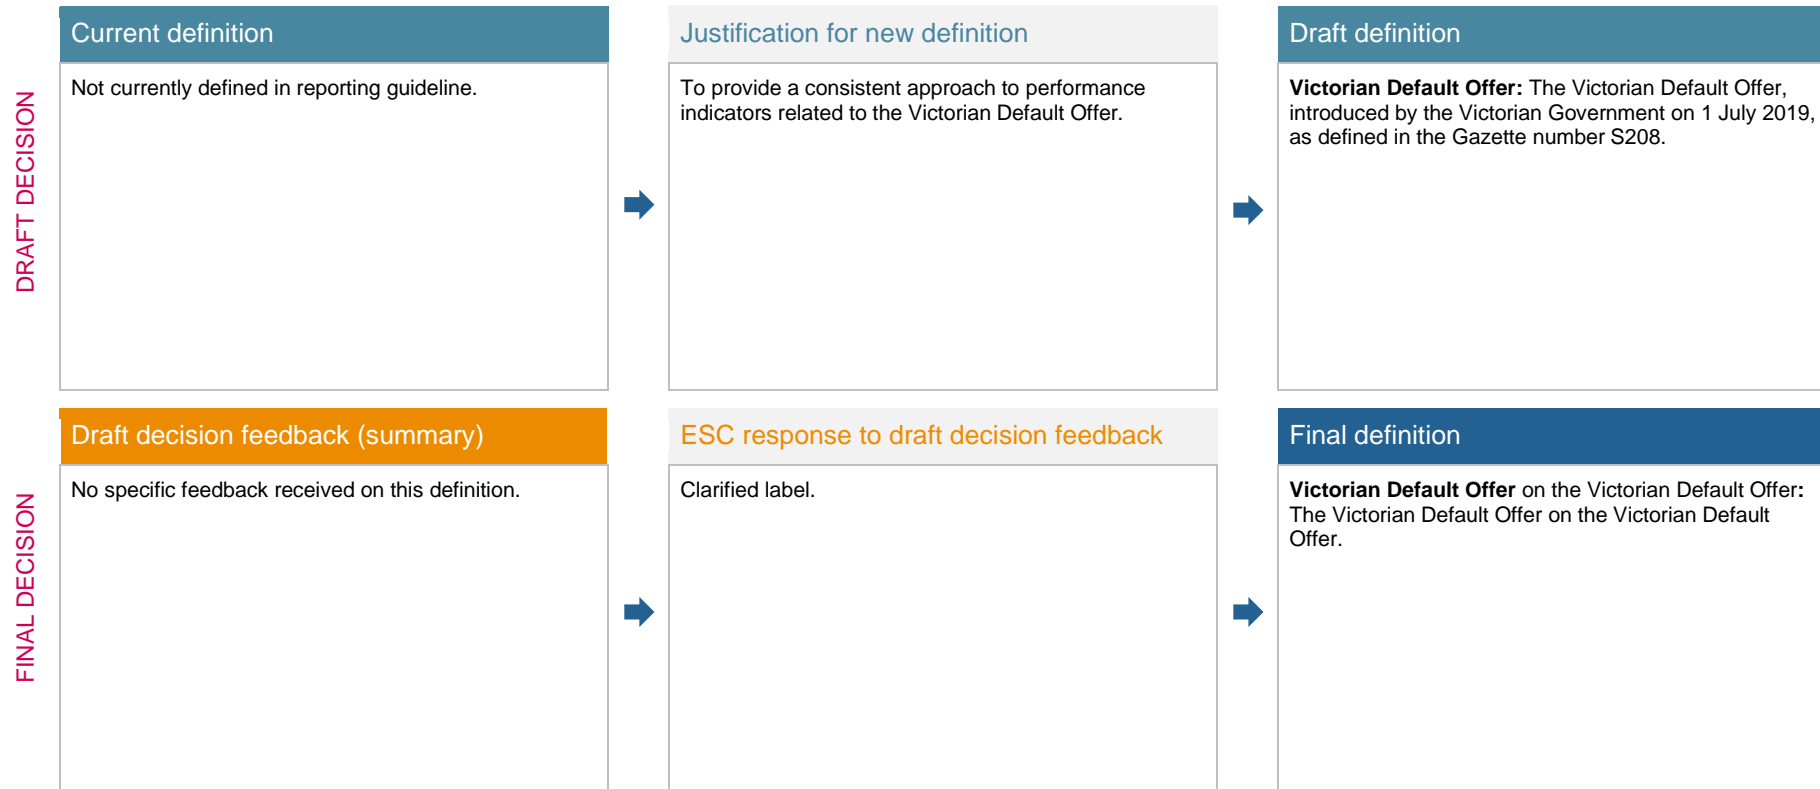 DRAFT DECISION
Current definition
Not currently defined in reporting guideline.
Justification for new definition
To provide a consistent approach to performance
indicators related to the Victorian Default Offer.
Draft definition
Victorian Default Offer: The Victorian Default Offer,
introduced by the Victorian Government on 1 July 2019,
as defined in the Gazette number S208.
FINAL DECISION
Draft decision feedback (summary)
No specific feedback received on this definition.
ESC response to draft decision feedback
Clarified label.
Final definition
Victorian Default Offer on the Victorian Default Offer:
The Victorian Default Offer on the Victorian Default
Offer.